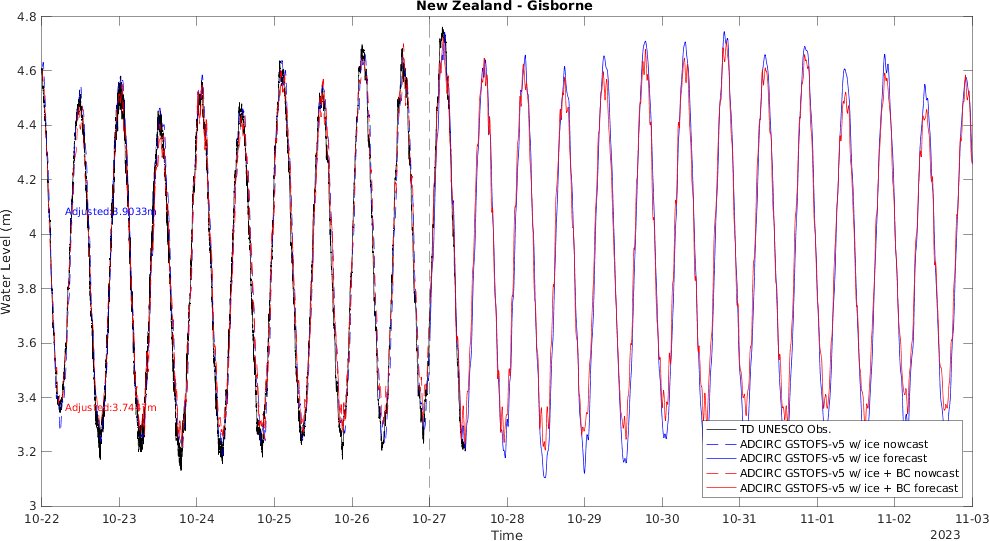 New Zealand - Gisborne
4.8
4.6
4.4
4.2
4
3.8
3.6
3.4
3.2
3
Water Level (m)
Adjusted:3.9033m
TD UNESCO Obs.
ADCIRC GSTOFS-v5 w/ ice nowcast
ADCIRC GSTOFS-v5 w/ ice forecast
ADCIRC GSTOFS-v5 w/ ice + BC nowcast
ADCIRC GSTOFS-v5 w/ ice + BC forecast
10-22 10-23 10-24 10-25 10-26 10-27 10-28 10-29 10-30 10-31 11-01 11-02 11-03
Time
2023